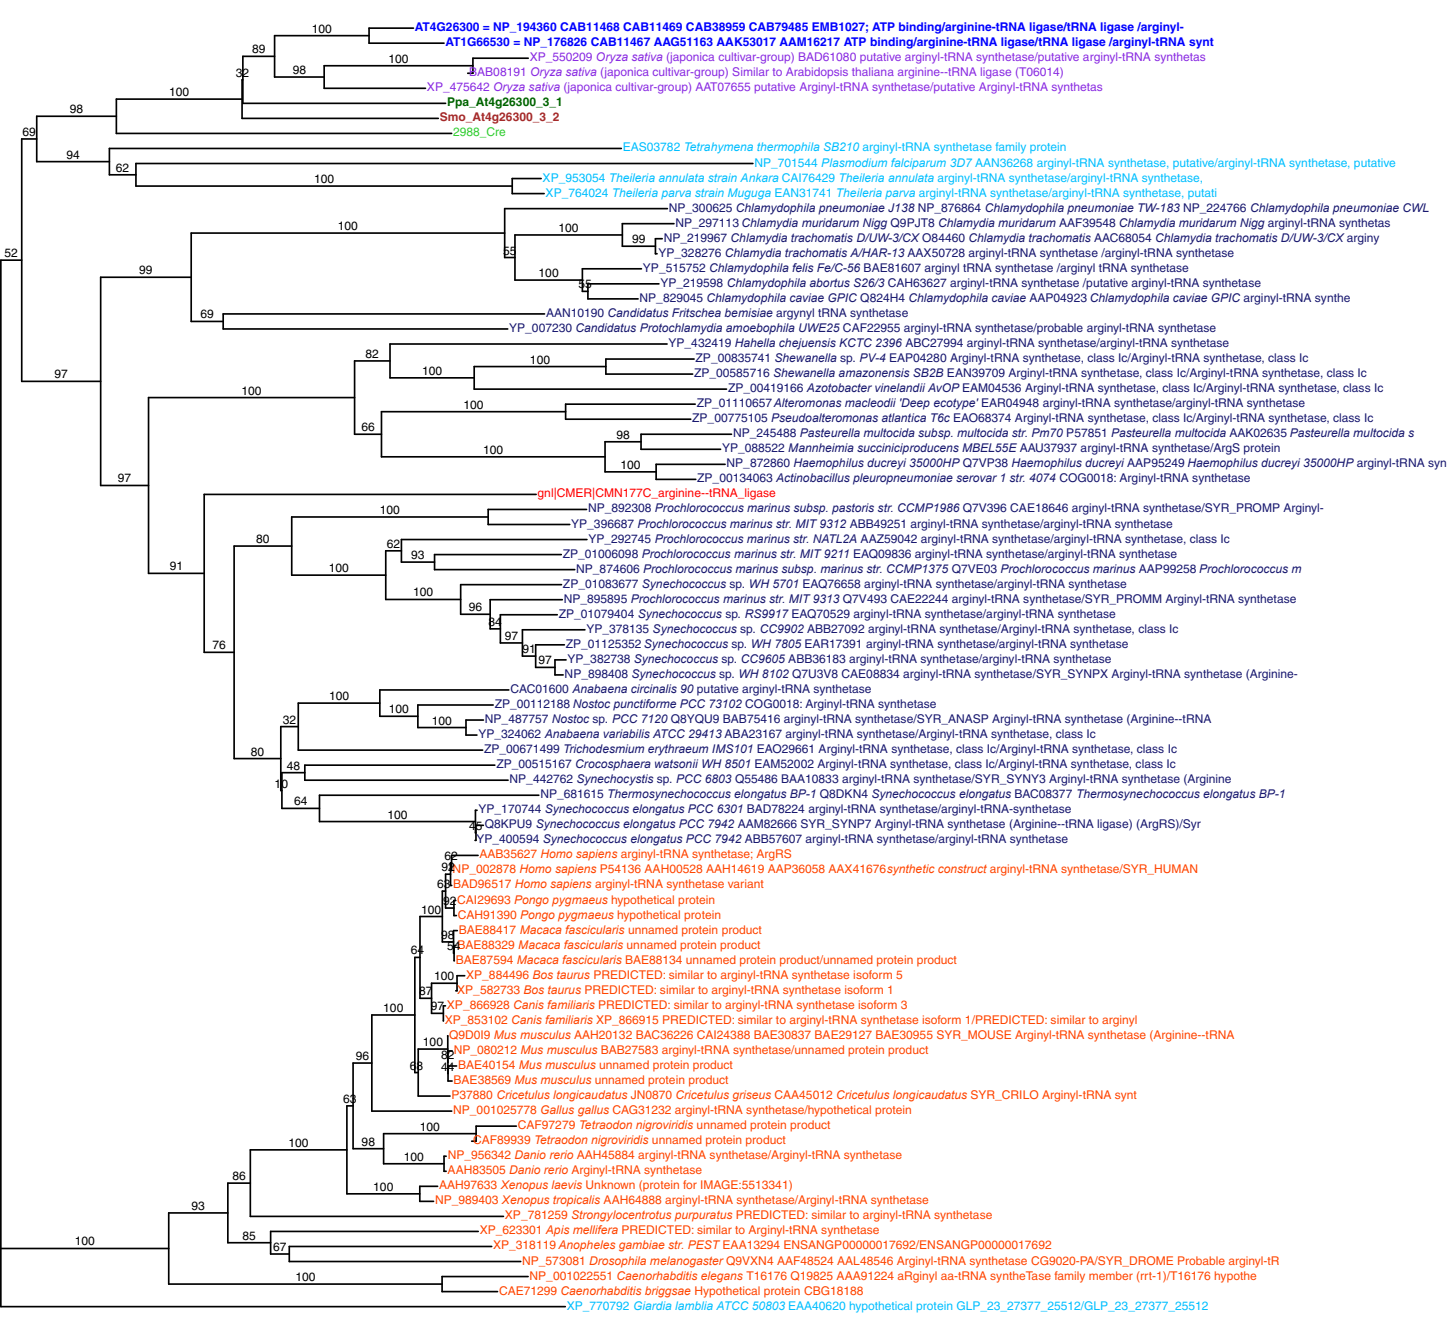 100
AT4G26300 = NP_194360 CAB11468 CAB11469 CAB38959 CAB79485 EMB1027; ATP binding/arginine-tRNA ligase/tRNA ligase /arginyl-
89
AT1G66530 = NP_176826 CAB11467 AAG51163 AAK53017 AAM16217 ATP binding/arginine-tRNA ligase/tRNA ligase /arginyl-tRNA synt
100
XP_550209 Oryza sativa (japonica cultivar-group) BAD61080 putative arginyl-tRNA synthetase/putative arginyl-tRNA synthetas
32
98
BAB08191 Oryza sativa (japonica cultivar-group) Similar to Arabidopsis thaliana arginine--tRNA ligase (T06014)
XP_475642 Oryza sativa (japonica cultivar-group) AAT07655 putative Arginyl-tRNA synthetase/putative Arginyl-tRNA synthetas
100
Ppa_At4g26300_3_1
98
Smo_At4g26300_3_2
69
2988_Cre
94
EAS03782 Tetrahymena thermophila SB210 arginyl-tRNA synthetase family protein
62
NP_701544 Plasmodium falciparum 3D7 AAN36268 arginyl-tRNA synthetase, putative/arginyl-tRNA synthetase, putative
100
XP_953054 Theileria annulata strain Ankara CAI76429 Theileria annulata arginyl-tRNA synthetase/arginyl-tRNA synthetase,
XP_764024 Theileria parva strain Muguga EAN31741 Theileria parva arginyl-tRNA synthetase/arginyl-tRNA synthetase, putati
NP_300625 Chlamydophila pneumoniae J138 NP_876864 Chlamydophila pneumoniae TW-183 NP_224766 Chlamydophila pneumoniae CWL
100
100
NP_297113 Chlamydia muridarum Nigg Q9PJT8 Chlamydia muridarum AAF39548 Chlamydia muridarum Nigg arginyl-tRNA synthetas
99
NP_219967 Chlamydia trachomatis D/UW-3/CX O84460 Chlamydia trachomatis AAC68054 Chlamydia trachomatis D/UW-3/CX arginy
52
55
YP_328276 Chlamydia trachomatis A/HAR-13 AAX50728 arginyl-tRNA synthetase /arginyl-tRNA synthetase
99
100
YP_515752 Chlamydophila felis Fe/C-56 BAE81607 arginyl tRNA synthetase /arginyl tRNA synthetase
55
YP_219598 Chlamydophila abortus S26/3 CAH63627 arginyl-tRNA synthetase /putative arginyl-tRNA synthetase
NP_829045 Chlamydophila caviae GPIC Q824H4 Chlamydophila caviae AAP04923 Chlamydophila caviae GPIC arginyl-tRNA synthe
69
AAN10190 Candidatus Fritschea bemisiae argynyl tRNA synthetase
YP_007230 Candidatus Protochlamydia amoebophila UWE25 CAF22955 arginyl-tRNA synthetase/probable arginyl-tRNA synthetase
YP_432419 Hahella chejuensis KCTC 2396 ABC27994 arginyl-tRNA synthetase/arginyl-tRNA synthetase
82
100
ZP_00835741 Shewanella sp. PV-4 EAP04280 Arginyl-tRNA synthetase, class Ic/Arginyl-tRNA synthetase, class Ic
97
100
ZP_00585716 Shewanella amazonensis SB2B EAN39709 Arginyl-tRNA synthetase, class Ic/Arginyl-tRNA synthetase, class Ic
100
ZP_00419166 Azotobacter vinelandii AvOP EAM04536 Arginyl-tRNA synthetase, class Ic/Arginyl-tRNA synthetase, class Ic
100
ZP_01110657 Alteromonas macleodii 'Deep ecotype' EAR04948 arginyl-tRNA synthetase/arginyl-tRNA synthetase
66
ZP_00775105 Pseudoalteromonas atlantica T6c EAO68374 Arginyl-tRNA synthetase, class Ic/Arginyl-tRNA synthetase, class Ic
98
NP_245488 Pasteurella multocida subsp. multocida str. Pm70 P57851 Pasteurella multocida AAK02635 Pasteurella multocida s
100
YP_088522 Mannheimia succiniciproducens MBEL55E AAU37937 arginyl-tRNA synthetase/ArgS protein
100
NP_872860 Haemophilus ducreyi 35000HP Q7VP38 Haemophilus ducreyi AAP95249 Haemophilus ducreyi 35000HP arginyl-tRNA syn
97
ZP_00134063 Actinobacillus pleuropneumoniae serovar 1 str. 4074 COG0018: Arginyl-tRNA synthetase
gnl|CMER|CMN177C_arginine--tRNA_ligase
100
NP_892308 Prochlorococcus marinus subsp. pastoris str. CCMP1986 Q7V396 CAE18646 arginyl-tRNA synthetase/SYR_PROMP Arginyl-
YP_396687 Prochlorococcus marinus str. MIT 9312 ABB49251 arginyl-tRNA synthetase/arginyl-tRNA synthetase
80
62
YP_292745 Prochlorococcus marinus str. NATL2A AAZ59042 arginyl-tRNA synthetase/arginyl-tRNA synthetase, class Ic
93
ZP_01006098 Prochlorococcus marinus str. MIT 9211 EAQ09836 arginyl-tRNA synthetase/arginyl-tRNA synthetase
91
100
NP_874606 Prochlorococcus marinus subsp. marinus str. CCMP1375 Q7VE03 Prochlorococcus marinus AAP99258 Prochlorococcus m
100
ZP_01083677 Synechococcus sp. WH 5701 EAQ76658 arginyl-tRNA synthetase/arginyl-tRNA synthetase
96
NP_895895 Prochlorococcus marinus str. MIT 9313 Q7V493 CAE22244 arginyl-tRNA synthetase/SYR_PROMM Arginyl-tRNA synthetase
84
ZP_01079404 Synechococcus sp. RS9917 EAQ70529 arginyl-tRNA synthetase/arginyl-tRNA synthetase
97
YP_378135 Synechococcus sp. CC9902 ABB27092 arginyl-tRNA synthetase/Arginyl-tRNA synthetase, class Ic
76
91
ZP_01125352 Synechococcus sp. WH 7805 EAR17391 arginyl-tRNA synthetase/arginyl-tRNA synthetase
97
YP_382738 Synechococcus sp. CC9605 ABB36183 arginyl-tRNA synthetase/arginyl-tRNA synthetase
NP_898408 Synechococcus sp. WH 8102 Q7U3V8 CAE08834 arginyl-tRNA synthetase/SYR_SYNPX Arginyl-tRNA synthetase (Arginine-
100
CAC01600 Anabaena circinalis 90 putative arginyl-tRNA synthetase
100
ZP_00112188 Nostoc punctiforme PCC 73102 COG0018: Arginyl-tRNA synthetase
32
100
NP_487757 Nostoc sp. PCC 7120 Q8YQU9 BAB75416 arginyl-tRNA synthetase/SYR_ANASP Arginyl-tRNA synthetase (Arginine--tRNA
YP_324062 Anabaena variabilis ATCC 29413 ABA23167 arginyl-tRNA synthetase/Arginyl-tRNA synthetase, class Ic
80
ZP_00671499 Trichodesmium erythraeum IMS101 EAO29661 Arginyl-tRNA synthetase, class Ic/Arginyl-tRNA synthetase, class Ic
48
ZP_00515167 Crocosphaera watsonii WH 8501 EAM52002 Arginyl-tRNA synthetase, class Ic/Arginyl-tRNA synthetase, class Ic
10
NP_442762 Synechocystis sp. PCC 6803 Q55486 BAA10833 arginyl-tRNA synthetase/SYR_SYNY3 Arginyl-tRNA synthetase (Arginine
64
NP_681615 Thermosynechococcus elongatus BP-1 Q8DKN4 Synechococcus elongatus BAC08377 Thermosynechococcus elongatus BP-1
100
YP_170744 Synechococcus elongatus PCC 6301 BAD78224 arginyl-tRNA synthetase/arginyl-tRNA-synthetase
45
Q8KPU9 Synechococcus elongatus PCC 7942 AAM82666 SYR_SYNP7 Arginyl-tRNA synthetase (Arginine--tRNA ligase) (ArgRS)/Syr
YP_400594 Synechococcus elongatus PCC 7942 ABB57607 arginyl-tRNA synthetase/arginyl-tRNA synthetase
62
AAB35627 Homo sapiens arginyl-tRNA synthetase; ArgRS
NP_002878 Homo sapiens P54136 AAH00528 AAH14619 AAP36058 AAX41676synthetic construct arginyl-tRNA synthetase/SYR_HUMAN
63
BAD96517 Homo sapiens arginyl-tRNA synthetase variant
92
CAI29693 Pongo pygmaeus hypothetical protein
100
CAH91390 Pongo pygmaeus hypothetical protein
98
BAE88417 Macaca fascicularis unnamed protein product
64
54
BAE88329 Macaca fascicularis unnamed protein product
BAE87594 Macaca fascicularis BAE88134 unnamed protein product/unnamed protein product
100
XP_884496 Bos taurus PREDICTED: similar to arginyl-tRNA synthetase isoform 5
87
XP_582733 Bos taurus PREDICTED: similar to arginyl-tRNA synthetase isoform 1
100
97
XP_866928 Canis familiaris PREDICTED: similar to arginyl-tRNA synthetase isoform 3
XP_853102 Canis familiaris XP_866915 PREDICTED: similar to arginyl-tRNA synthetase isoform 1/PREDICTED: similar to arginyl
Q9D0I9 Mus musculus AAH20132 BAC36226 CAI24388 BAE30837 BAE29127 BAE30955 SYR_MOUSE Arginyl-tRNA synthetase (Arginine--tRNA
100
NP_080212 Mus musculus BAB27583 arginyl-tRNA synthetase/unnamed protein product
96
82
68
44
BAE40154 Mus musculus unnamed protein product
BAE38569 Mus musculus unnamed protein product
63
P37880 Cricetulus longicaudatus JN0870 Cricetulus griseus CAA45012 Cricetulus longicaudatus SYR_CRILO Arginyl-tRNA synt
NP_001025778 Gallus gallus CAG31232 arginyl-tRNA synthetase/hypothetical protein
100
CAF97279 Tetraodon nigroviridis unnamed protein product
100
98
CAF89939 Tetraodon nigroviridis unnamed protein product
100
NP_956342 Danio rerio AAH45884 arginyl-tRNA synthetase/Arginyl-tRNA synthetase
AAH83505 Danio rerio Arginyl-tRNA synthetase
86
100
AAH97633 Xenopus laevis Unknown (protein for IMAGE:5513341)
NP_989403 Xenopus tropicalis AAH64888 arginyl-tRNA synthetase/Arginyl-tRNA synthetase
93
XP_781259 Strongylocentrotus purpuratus PREDICTED: similar to arginyl-tRNA synthetase
85
XP_623301 Apis mellifera PREDICTED: similar to Arginyl-tRNA synthetase
100
67
XP_318119 Anopheles gambiae str. PEST EAA13294 ENSANGP00000017692/ENSANGP00000017692
NP_573081 Drosophila melanogaster Q9VXN4 AAF48524 AAL48546 Arginyl-tRNA synthetase CG9020-PA/SYR_DROME Probable arginyl-tR
100
NP_001022551 Caenorhabditis elegans T16176 Q19825 AAA91224 aRginyl aa-tRNA syntheTase family member (rrt-1)/T16176 hypothe
CAE71299 Caenorhabditis briggsae Hypothetical protein CBG18188
XP_770792 Giardia lamblia ATCC 50803 EAA40620 hypothetical protein GLP_23_27377_25512/GLP_23_27377_25512